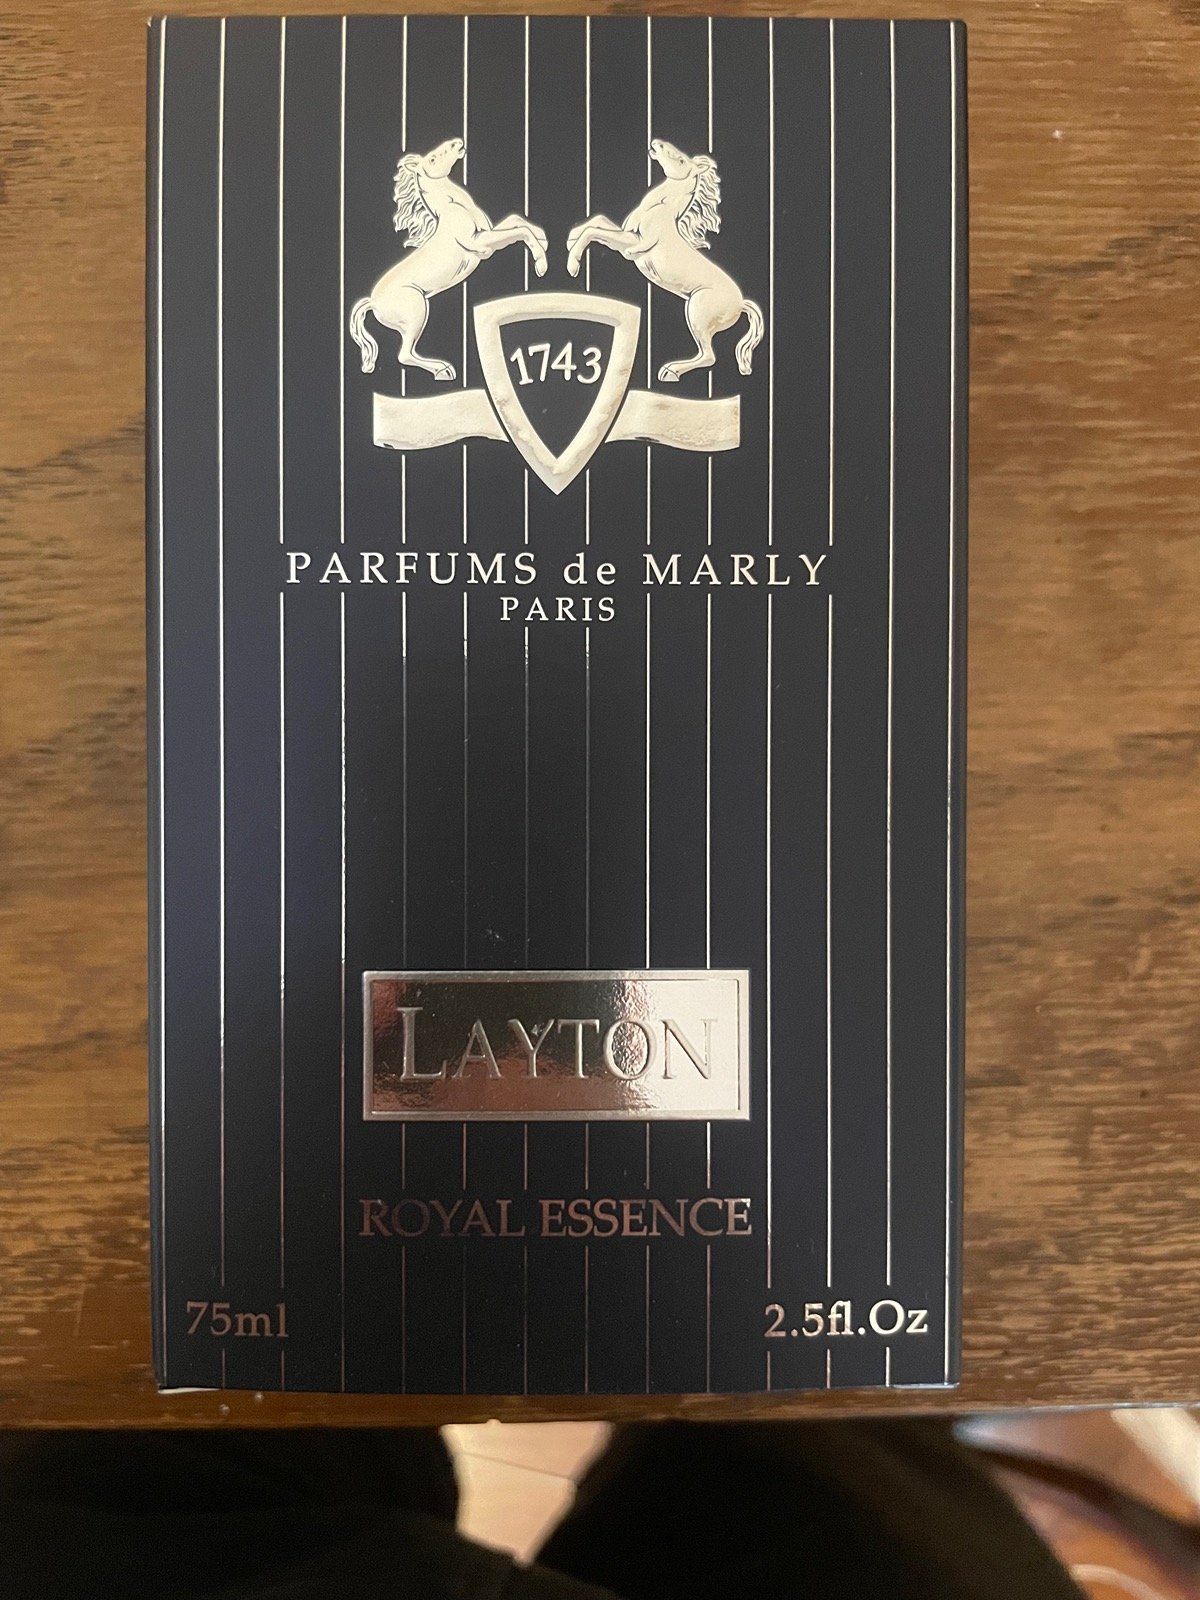 1743
PARFUMS de MARLY
PARIS
LAYTON
ROYAL ESSENCE
75ml
2.5fl.Oz